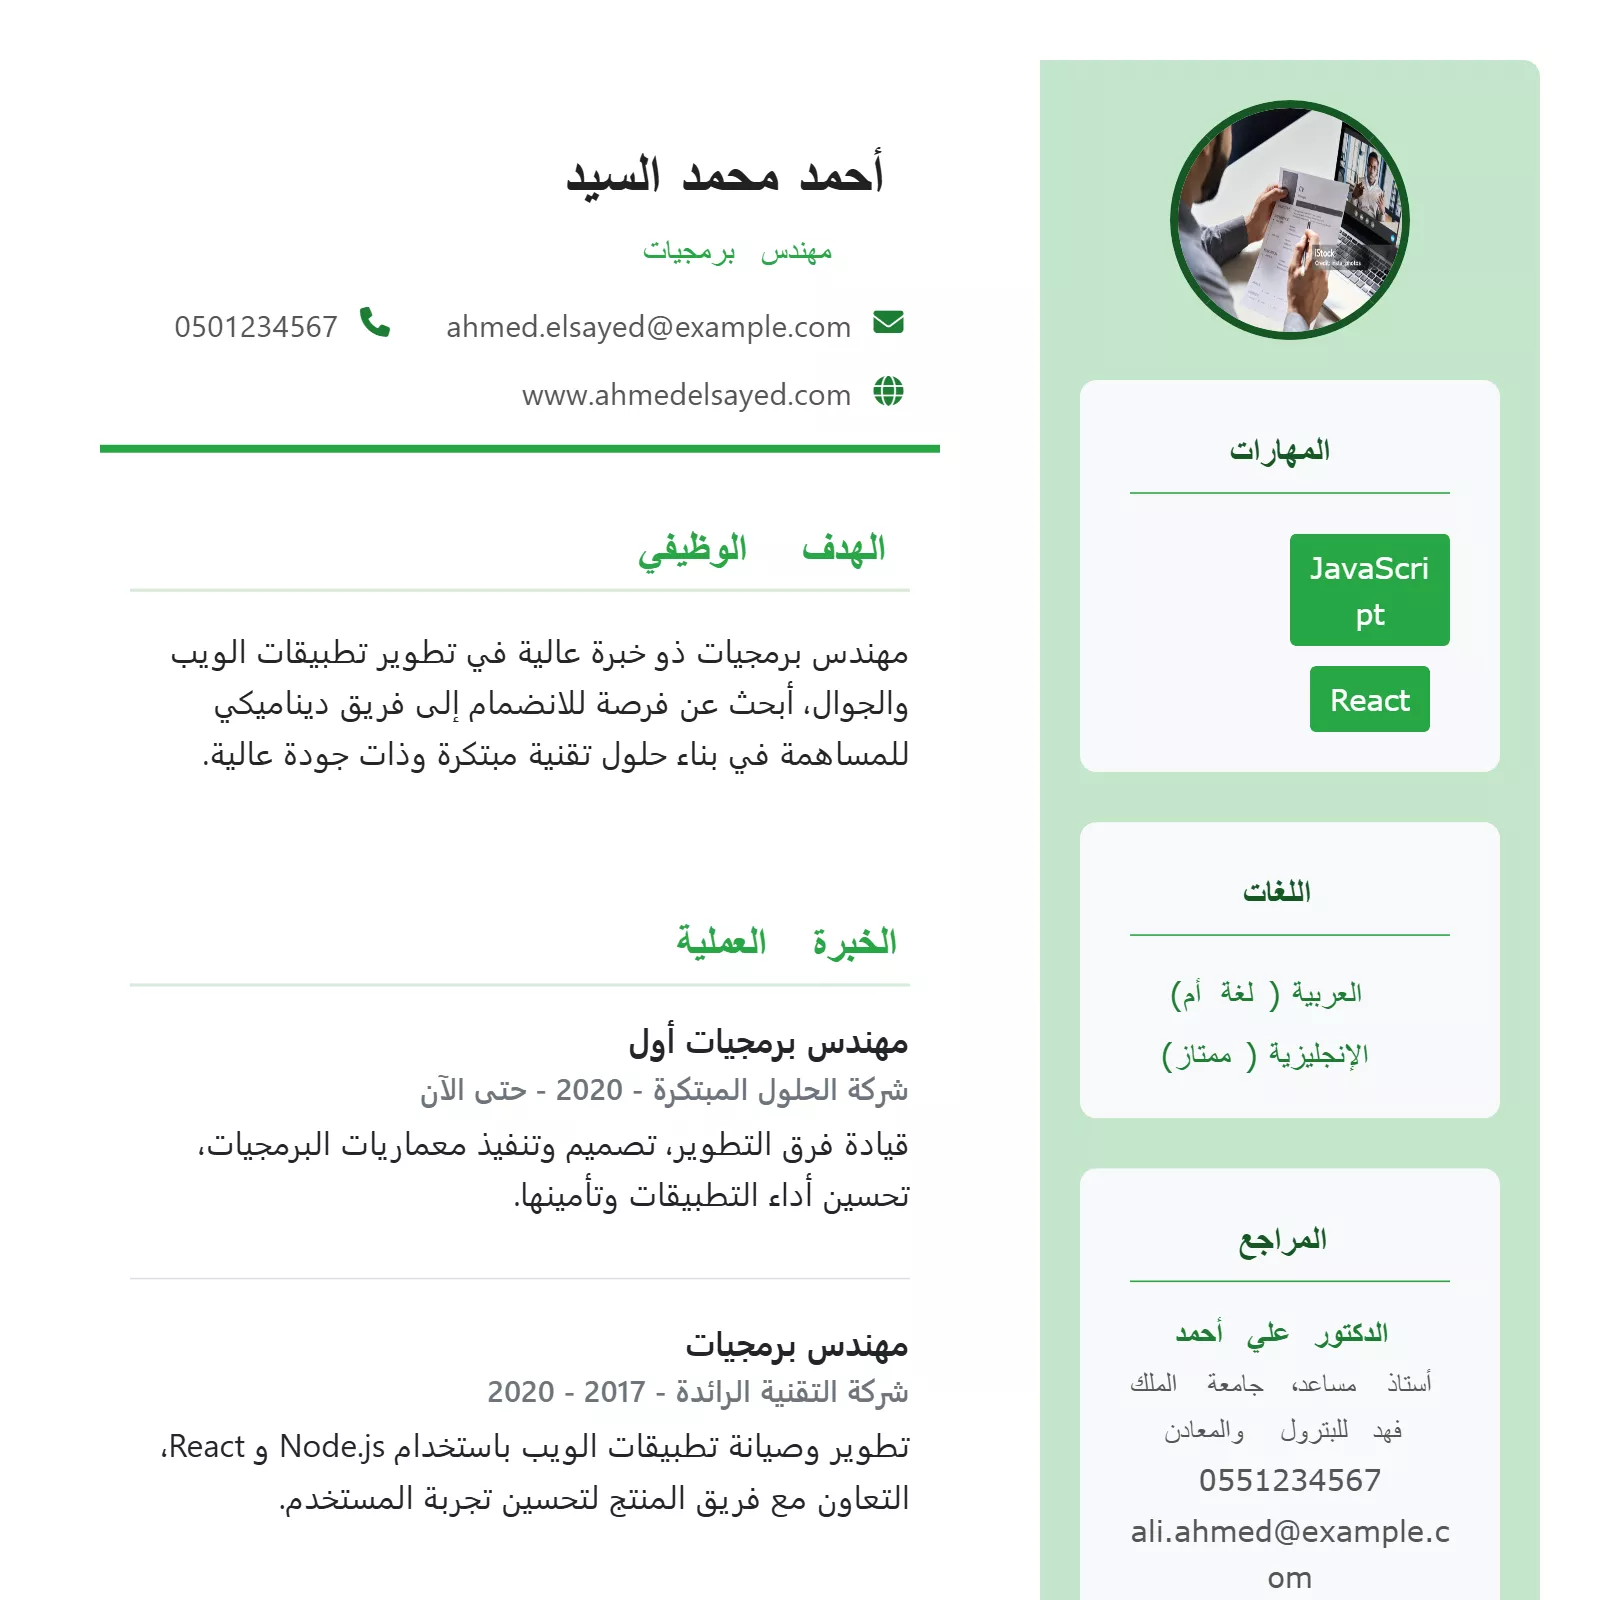 أحمد محمد السيد
مهندس برمجيات
ahmed.elsayed@example.com 0501234567
www.ahmedelsayed.com
الهدف الوظيفي
مهندس برمجيات ذو خبرة عالية في تطوير تطبيقات الويب
والجوال، أبحث عن فرصة للانضمام إلى فريق ديناميكي
للمساهمة في بناء حلول تقنية مبتكرة وذات جودة عالية.
الخبرة العملية
مهندس برمجيات أول
شركة الحلول المبتكرة - 2020 - حتى الآن
قيادة فرق التطوير، تصميم وتنفيذ معماريات البرمجيات،
تحسين أداء التطبيقات وتأمينها.
مهندس برمجيات
شركة التقنية الرائدة - 2017 - 2020
تطوير وصيانة تطبيقات الويب باستخدام Node.js و React،
التعاون مع فريق المنتج لتحسين تجربة المستخدم.
iStock
المهارات
JavaScri
pt
React
اللغات
العربية ( لغة أم)
الإنجليزية ( ممتاز)
المراجع
الدكتور علي أحمد
أستاذ مساعد، جامعة الملك
فهد للبترول والمعادن
0551234567
ali.ahmed@example.c
om